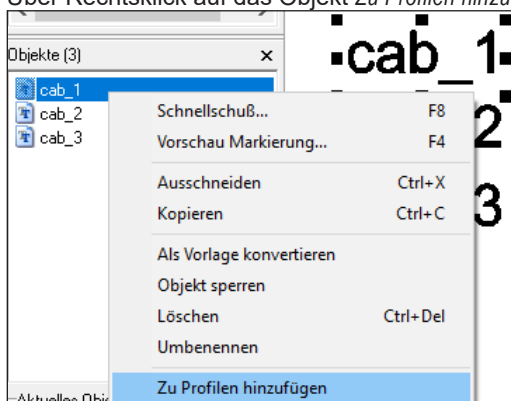 Über Rechtsklick auf das Objekt Zu Profilen hinzu
Objekte (3)
cab_1
cab_2
cab_3
Schnellschuß... F8
Vorschau Markierung... F4
Ausschneiden Ctrl+X
Kopieren Ctrl+C
Als Vorlage konvertieren
Objekt sperren
Löschen Ctrl+Del
Umbenennen
Zu Profilen hinzufügen
cab_1
2
3